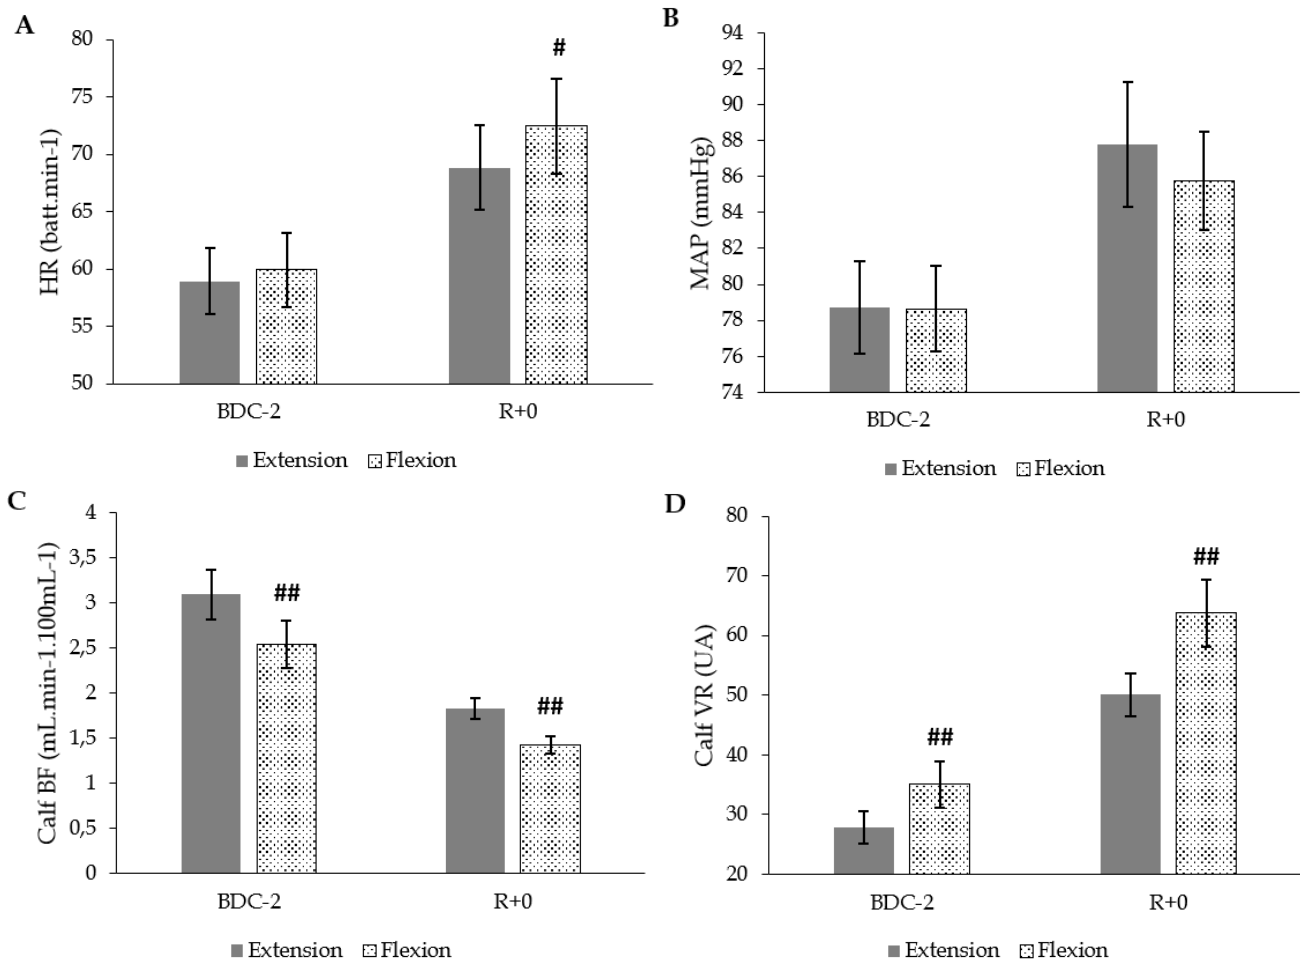 A
HR (batt.min-1)
80
75
70
65
60
55
50
#
BDC-2
R+0
Extension
Flexion
B
MAP (mmHg)
94
92
90
88
86
84
82
80
78
76
74
BDC-2
R+0
Extension
Flexion
C
Calf BF (mL.min-1.100mL-1)
4
3,5
3
2,5
2
1,5
1
0,5
0
##
##
BDC-2
R+0
Extension
Flexion
D
Calf VR (UA)
80
70
60
50
40
30
20
##
##
BDC-2
R+0
Extension
Flexion